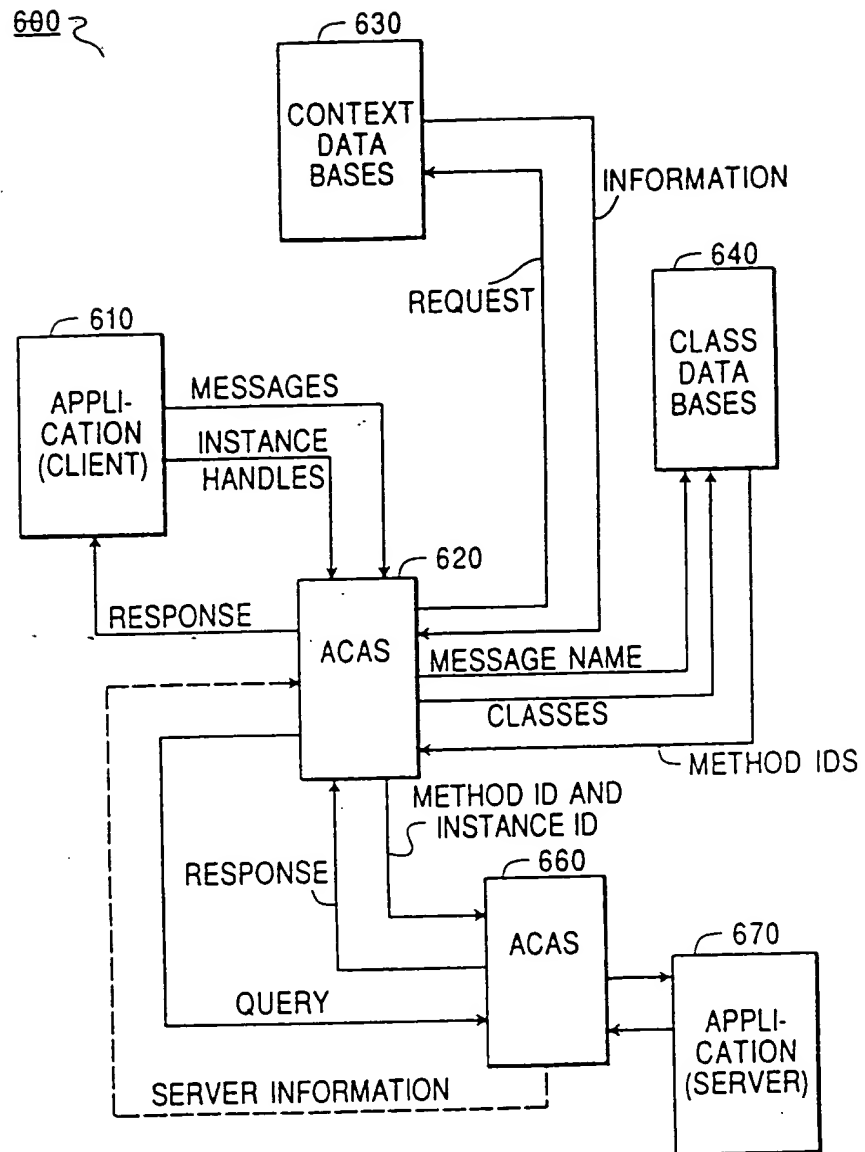 600
630
CONTEXT
DATA
BASES
INFORMATION
REQUEST
640
CLASS
DATA
BASES
610
APPLI-
CATION
(CLIENT)
MESSAGES
INSTANCE
HANDLES
RESPONSE
620
ACAS
MESSAGE NAME
CLASSES
METHOD IDS
METHOD ID AND
INSTANCE ID
RESPONSE
660
ACAS
QUERY
670
APPLI-
CATION
(SERVER)
SERVER INFORMATION